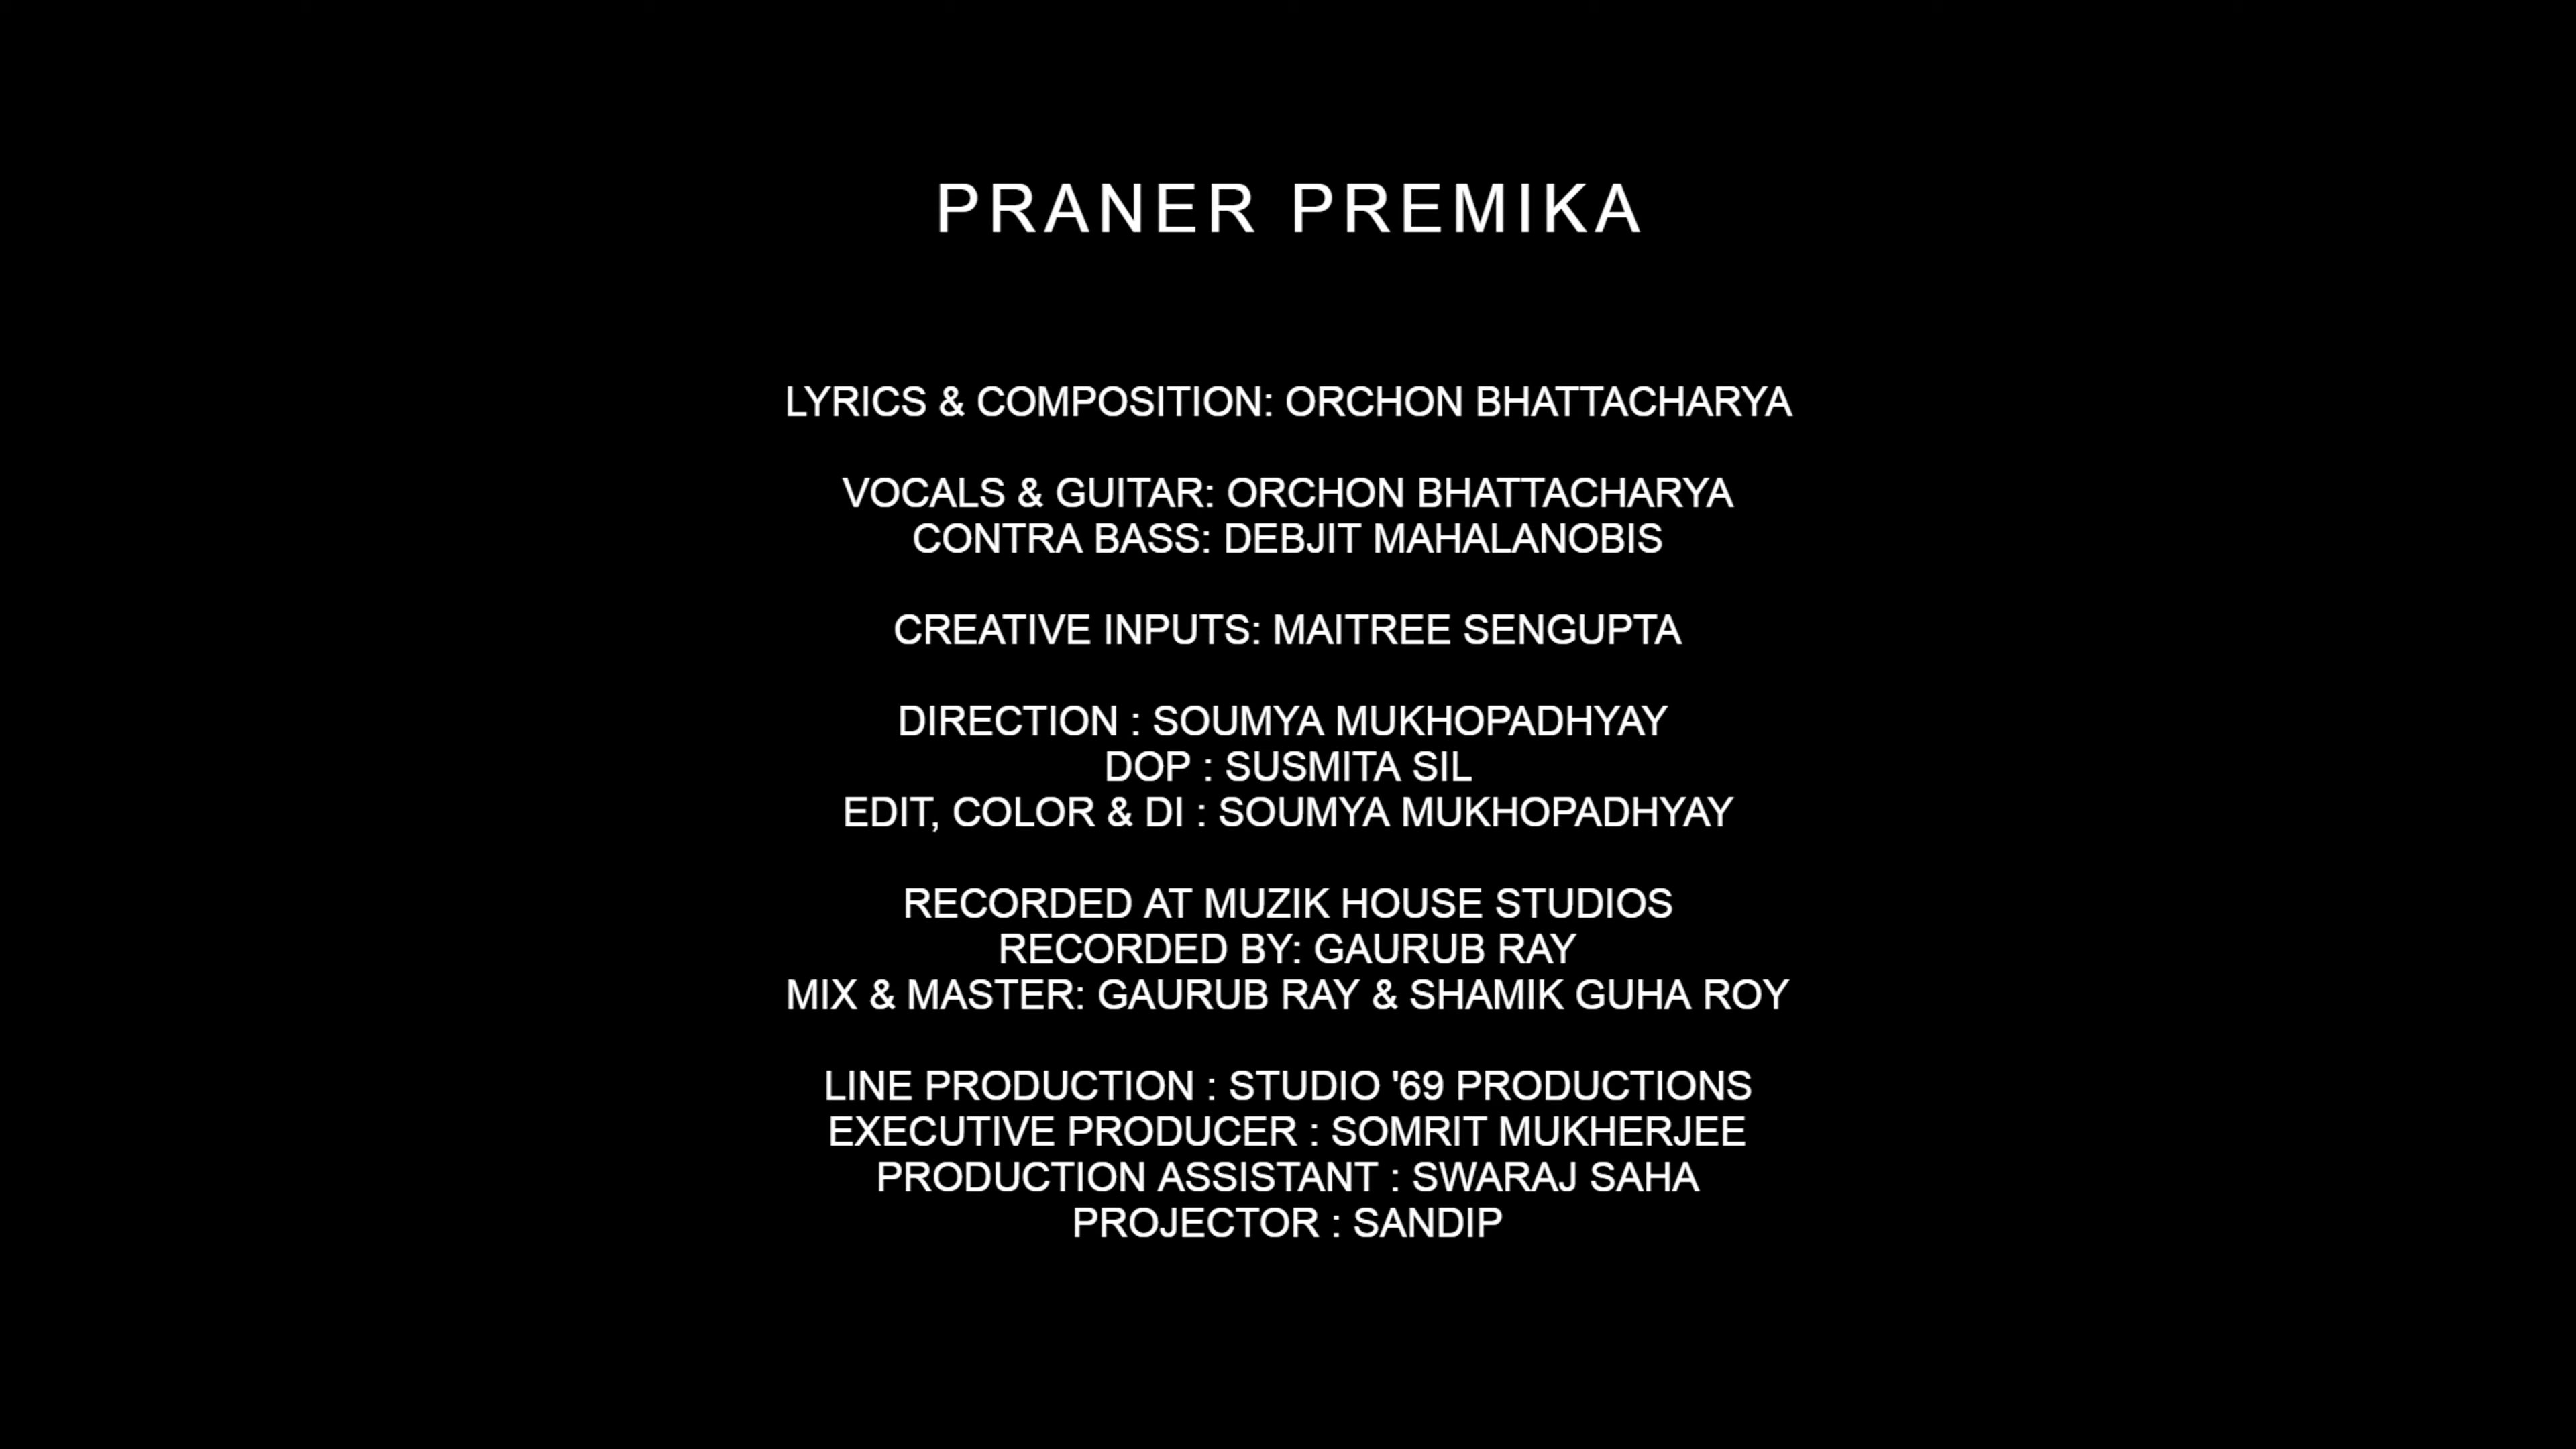 PRANER PREMIKA
LYRICS & COMPOSITION: ORCHON BHATTACHARYA
VOCALS & GUITAR: ORCHON BHATTACHARYA
CONTRA BASS: DEBJIT MAHALANOBIS
CREATIVE INPUTS: MAITREE SENGUPTA
DIRECTION : SOUMYA MUKHOPADHYAY
DOP : SUSMITA SIL
EDIT, COLOR & DI : SOUMYA MUKHOPADHYAY
RECORDED AT MUZIK HOUSE STUDIOS
RECORDED BY: GAURUB RAY
MIX & MASTER: GAURUB RAY & SHAMIK GUHA ROY
LINE PRODUCTION : STUDIO '69 PRODUCTIONS
EXECUTIVE PRODUCER : SOMRIT MUKHERJEE
PRODUCTION ASSISTANT : SWARAJ SAHA
PROJECTOR : SANDIP